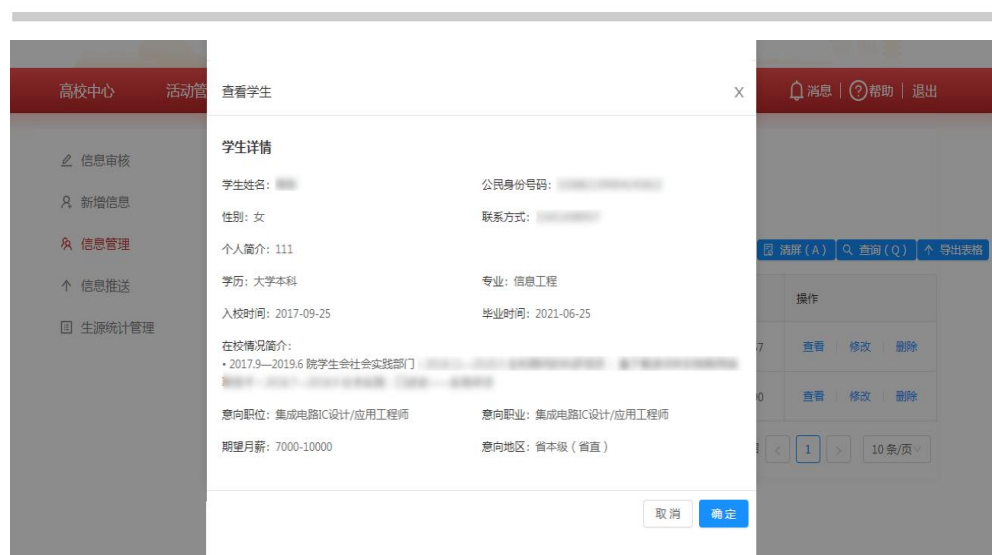 高校中心
活动管
查看学生
X
消息 | ?帮助 | 退出
信息审核
新增信息
信息管理
信息推送
生源统计管理
学生详情
学生姓名：
公民身份号码：
性别：女
联系方式：
个人简介：111
学历：大学本科
专业：信息工程
入校时间：2017-09-25
毕业时间：2021-06-25
在校情况简介：
• 2017.9—2019.6 院学生会社会实践部门
意向职位：集成电路IC设计/应用工程师
意向职业：集成电路IC设计/应用工程师
期望月薪：7000-10000
意向地区：省本级（省直）
取消
确定
清屏(A)
查询(Q)
导出表格
操作
查看
修改
删除
查看
修改
删除
< 1 >
10 条/页